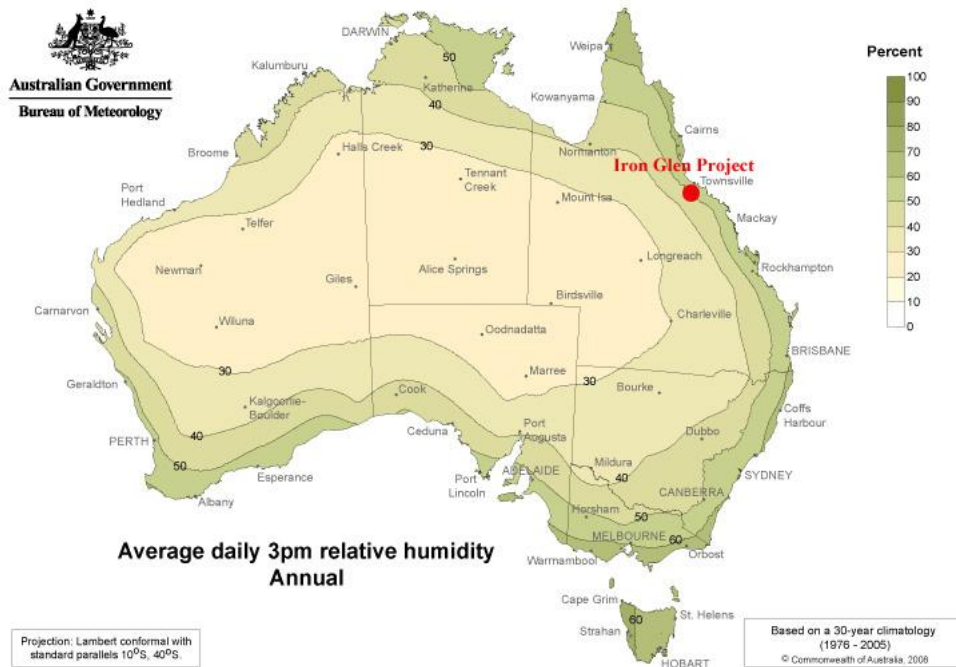 Australian Government
Bureau of Meteorology
DARWIN
Weipa
50
Katherine
Kalumburu
Kowanyama
40
Cairns
Normanton
30
Halls Creek
Broome
Iron Glen Project
Townsville
Tennant
Creek
Mount Isa
Port
Hedland
Mackay
Telfer
Longreach
Newman
Alice Springs
Rockhampton
Giles
Birdsville
Carnarvon
Wiluna
Oodnadatta
Charleville
BRISBANE
30
Marree
30
Geraldton
Cook
Bourke
Kalgoorlie-
Boulder
Coffs
Harbour
40
PERTH
Ceduna
Port
Augusta
Dubbo
50
Mildura
Port
Lincoln
ADELAIDE
40
SYDNEY
Esperance
CANBERRA
Albany
Horsham
50
MELBOURNE
60
Orbost
Warrnambool
Cape Grim
St. Helens
60
Strahan
HOBART
Percent
100
90
80
70
60
50
40
30
20
10
0
Average daily 3pm relative humidity
Annual
Projection: Lambert conformal with
standard parallels 10°S, 40°S.
Based on a 30-year climatology
(1976 - 2005)
© Commonwealth of Australia, 2008